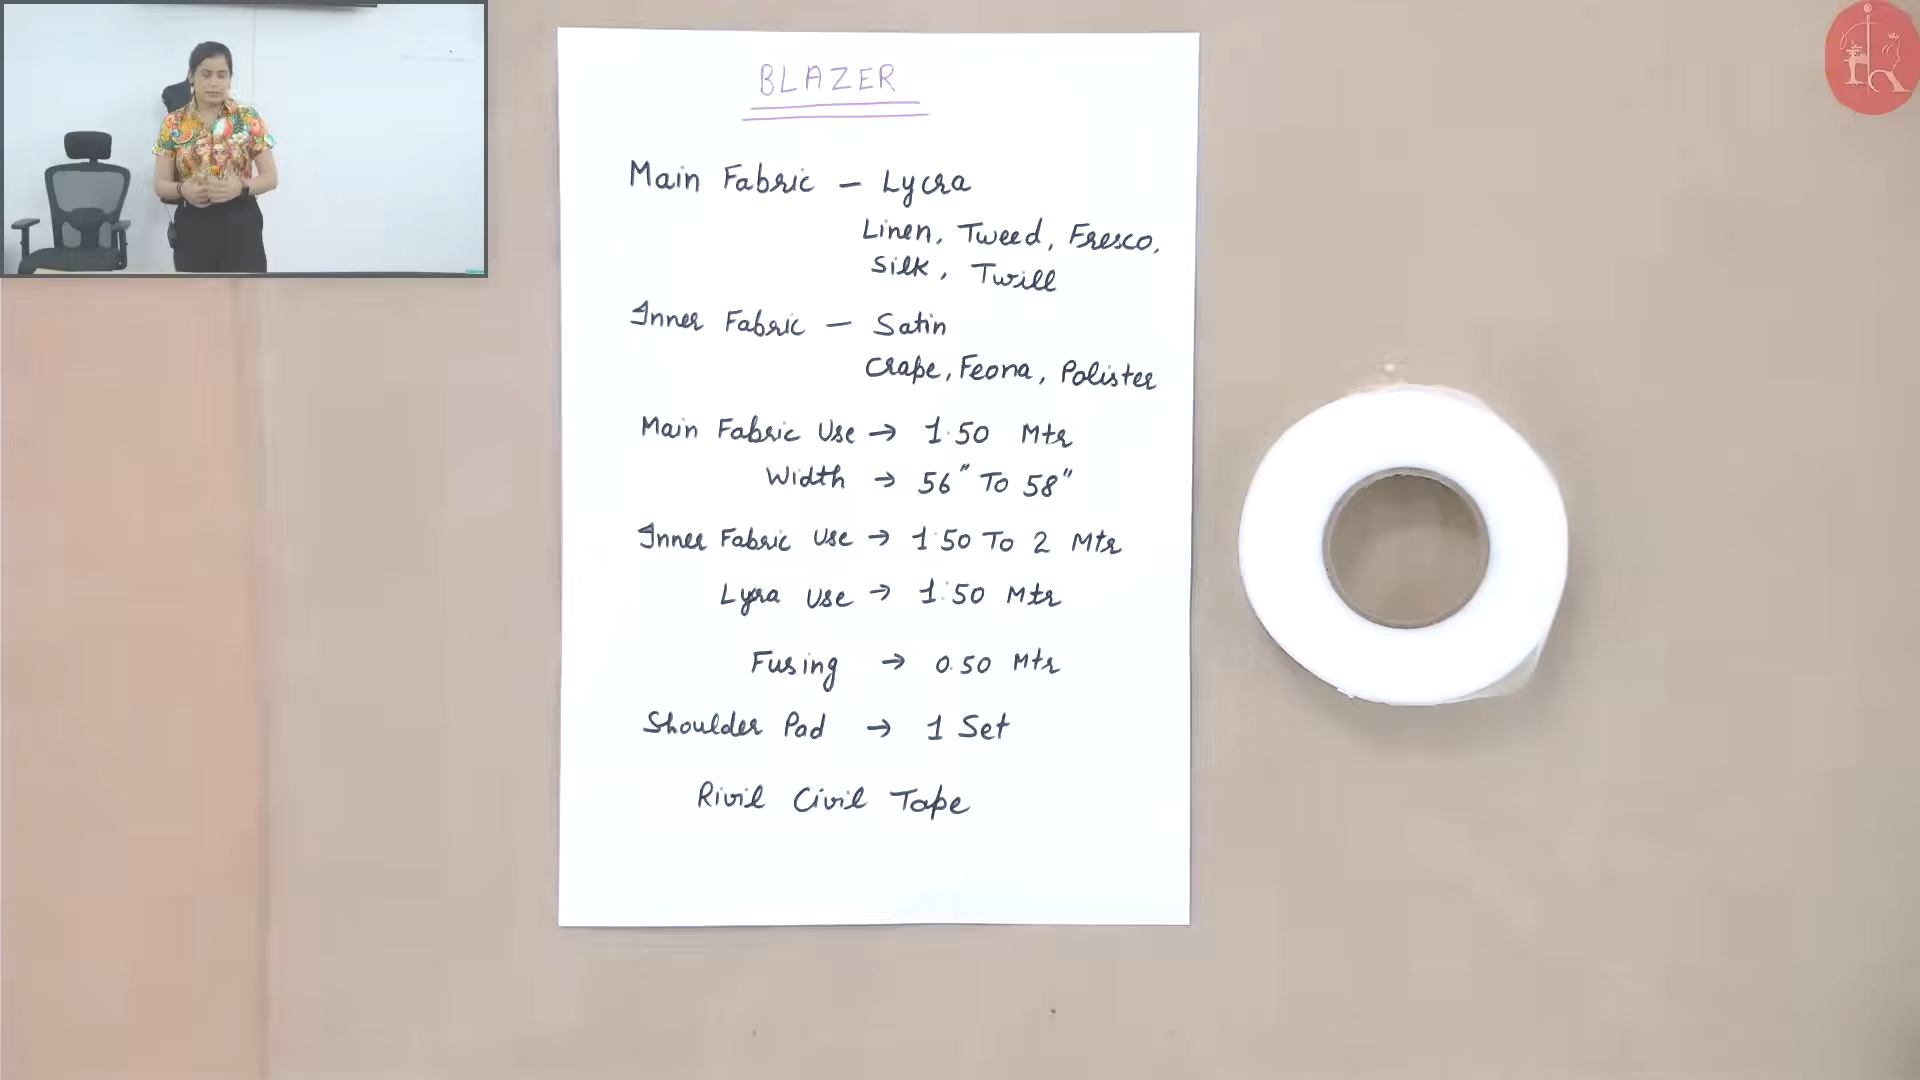 BLAZER
Main Fabric – Lycra
Linen, Tweed, Fresco,
Silk, Twill
Inner Fabric – Satin
Crape, Feona, Polister
Main Fabric Use → 1.50 Mtr
Width → 56" To 58"
Inner Fabric Use → 1.50 To 2 Mtr
Lyra Use → 1.50 Mtr
Fusing → 0.50 Mtr
Shoulder Pad → 1 Set
Rivil Civil Tape